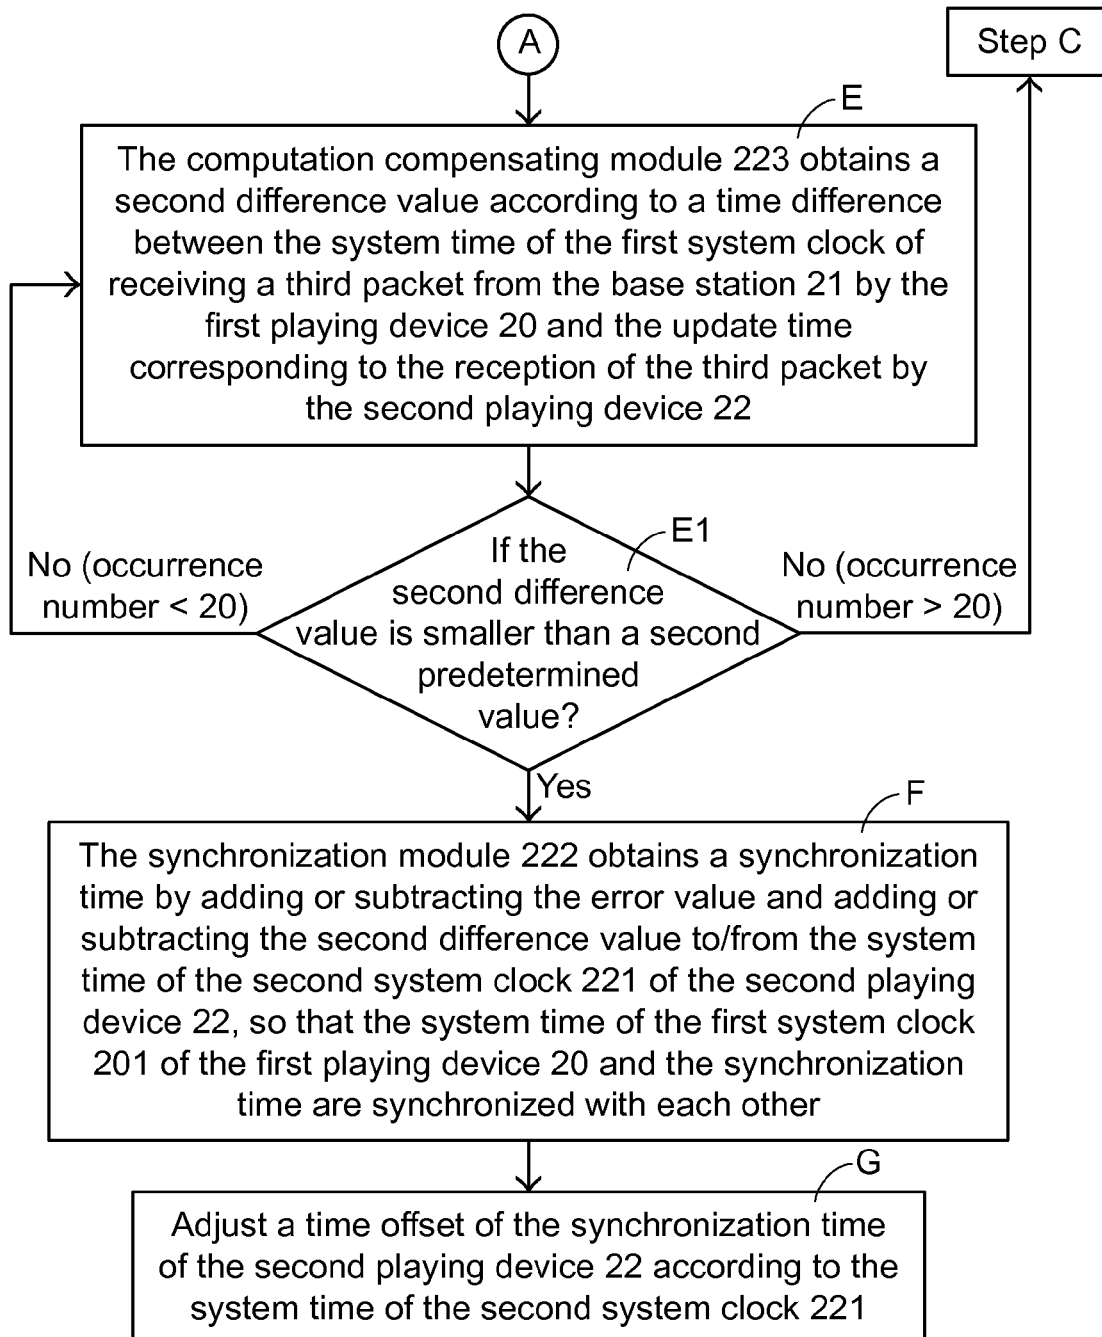 A
Step C
E
The computation compensating module 223 obtains a
second difference value according to a time difference
between the system time of the first system clock of
receiving a third packet from the base station 21 by the
first playing device 20 and the update time
corresponding to the reception of the third packet by
the second playing device 22
E1
If the
second difference
value is smaller than a second
predetermined
value?
No (occurrence
number < 20)
No (occurrence
number > 20)
Yes
F
The synchronization module 222 obtains a synchronization
time by adding or subtracting the error value and adding or
subtracting the second difference value to/from the system
time of the second system clock 221 of the second playing
device 22, so that the system time of the first system clock
201 of the first playing device 20 and the synchronization
time are synchronized with each other
G
Adjust a time offset of the synchronization time
of the second playing device 22 according to the
system time of the second system clock 221